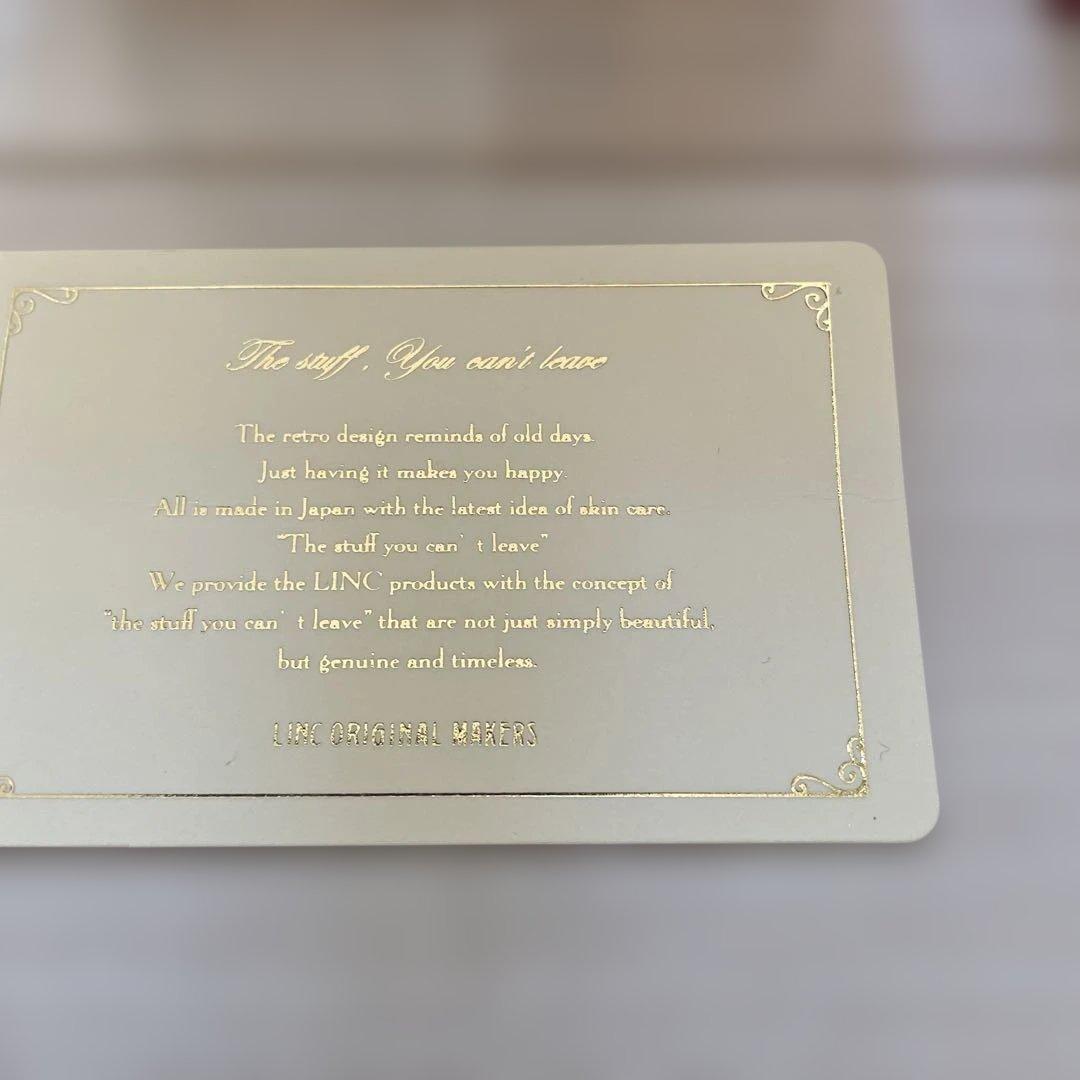 The stuff , You can't leave
The retro design reminds of old days.
Just having it makes you happy.
All is made in Japan with the latest idea of skin care.
“The stuff you can’ t leave”
We provide the LINC products with the concept of
“the stuff you can’ t leave” that are not just simply beautiful,
but genuine and timeless.
LINC ORIGINAL MAKERS